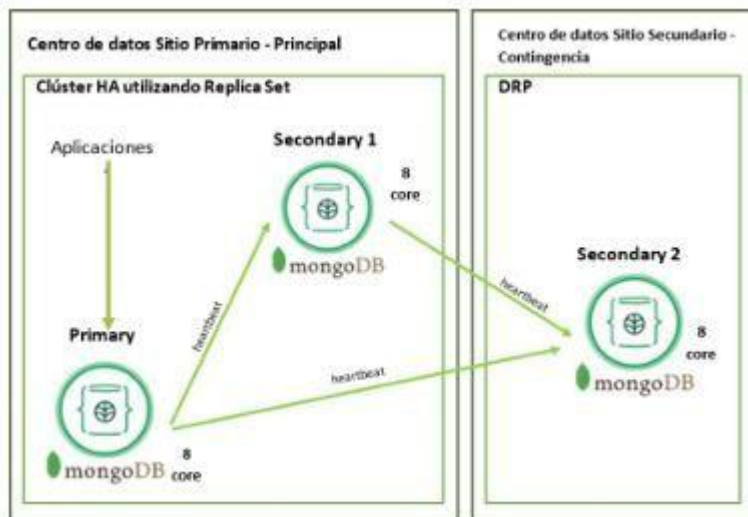 Centro de datos Sitio Primario - Principal
Clúster HA utilizando Replica Set
Aplicaciones
Secondary 1
8
core
mongoDB
heartbeat
Primary
8
core
mongoDB
heartbeat
heartbeat
Centro de datos Sitio Secundario -
Contingencia
DRP
Secondary 2
8
core
mongoDB